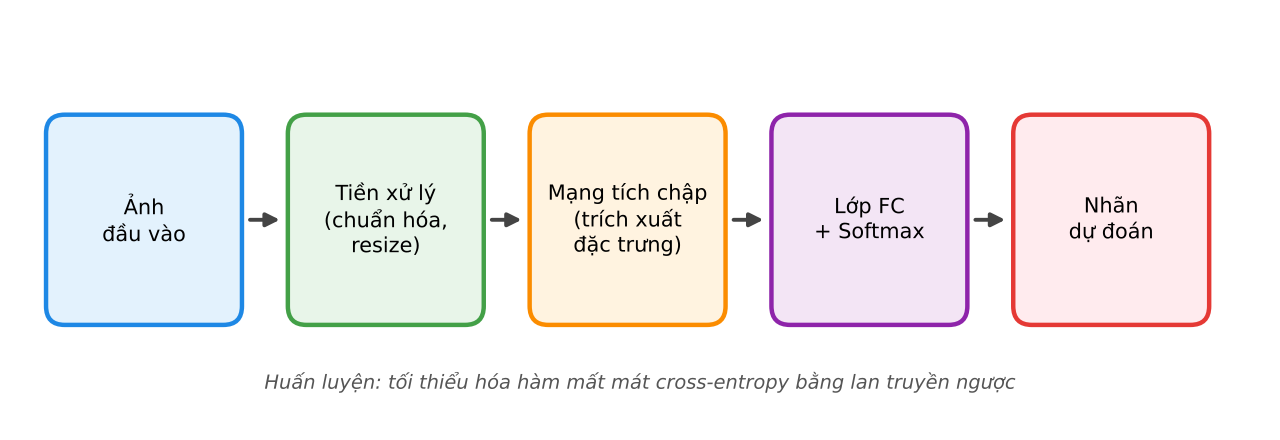 Ảnh
đầu vào
Tiền xử lý
(chuẩn hóa,
resize)
Mạng tích chập
(trích xuất
đặc trưng)
Lớp FC
+ Softmax
Nhãn
dự đoán
Huấn luyện: tối thiểu hóa hàm mất mát cross-entropy bằng lan truyền ngược